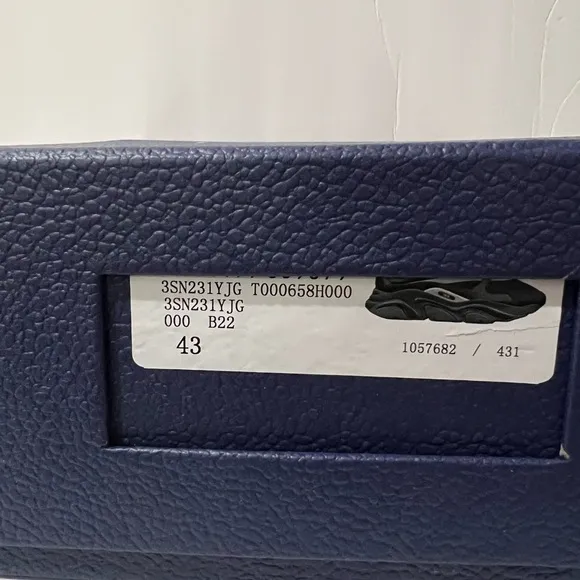 3SN231YJG T000658H000
3SN231YJG
000 B22
43
1057682 / 431